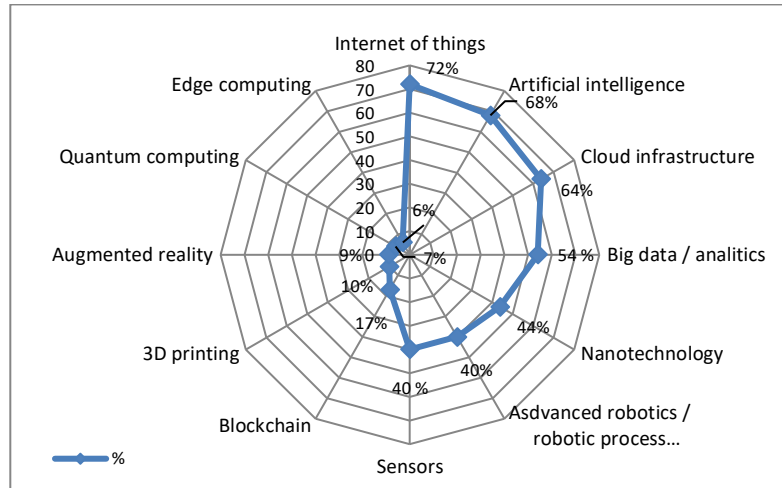 Internet of things
72%
Artificial intelligence
68%
Cloud infrastructure
64%
Big data / analitics
54 %
Nanotechnology
44%
Asdvanced robotics /
robotic process...
40%
Sensors
40 %
Blockchain
17%
3D printing
10%
Augmented reality
9%
Quantum computing
7%
Edge computing
6%
80
70
60
50
40
30
20
10
0
%